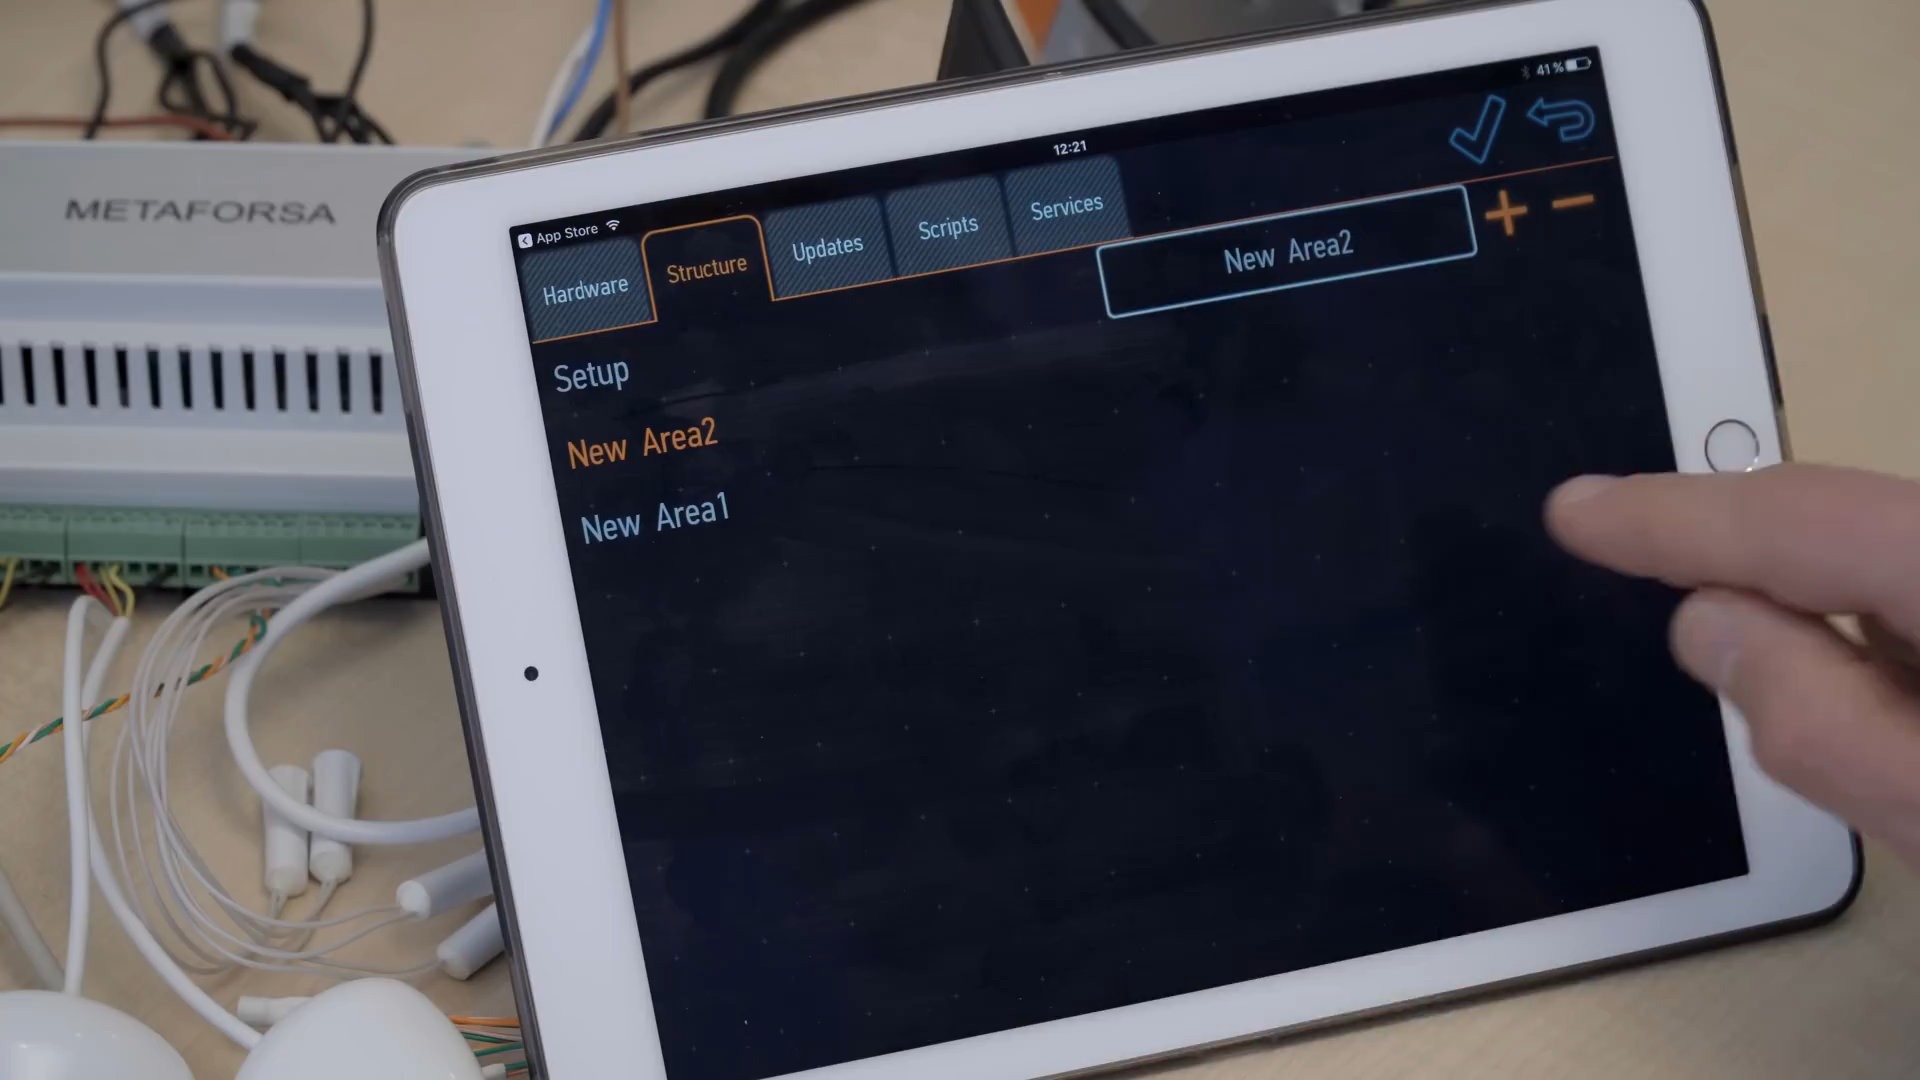 METAFORSA
App Store
12:21
41 %
Hardware
Structure
Updates
Scripts
Services
New Area2
Setup
New Area2
New Area1